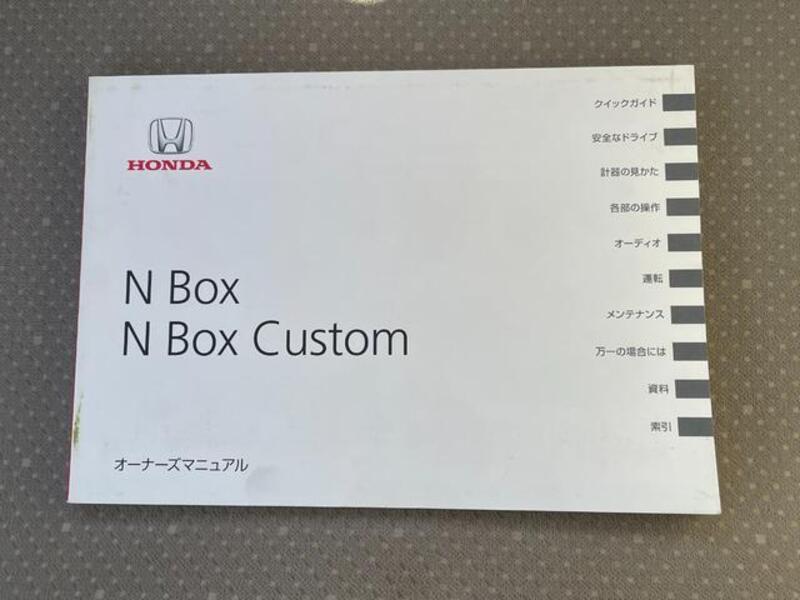 HONDA
N Box
N Box Custom
オーナーズマニュアル
クイックガイド
安全なドライブ
計器の見かた
各部の操作
オーディオ
運転
メンテナンス
万一の場合には
資料
索引